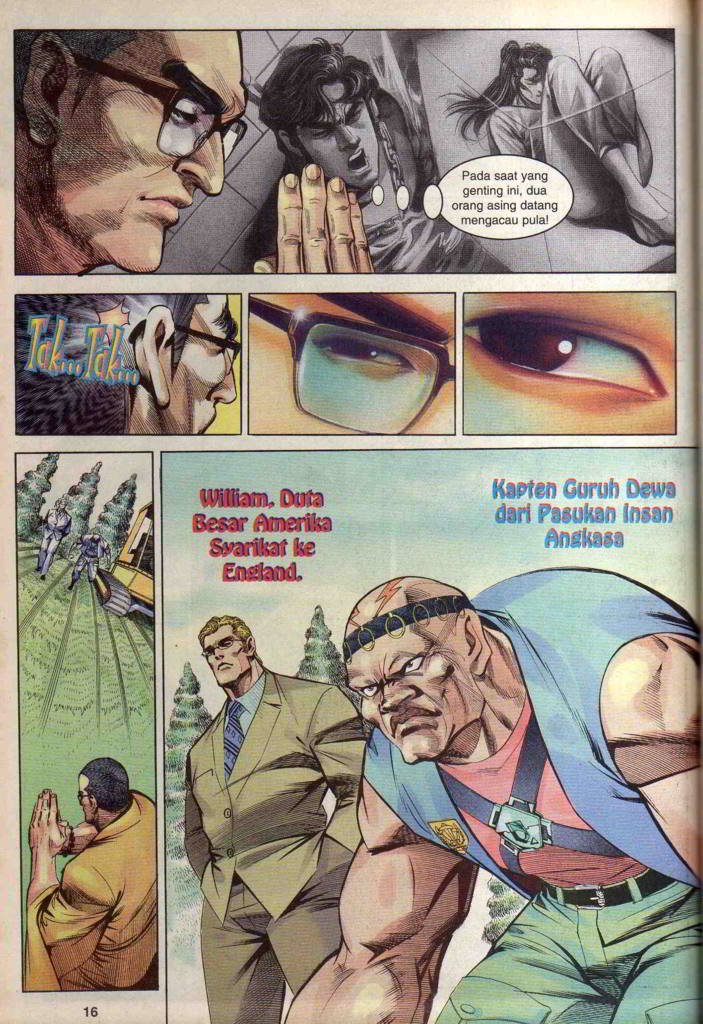 Pada saat yang
genting ini, dua
orang asing datang
mengacau pula!
Tak...Tak...
William, Duta
Besar Amerika
Syarikat ke
England.
Kapten Guruh Dewa
dari Pasukan Insan
Angkasa
16